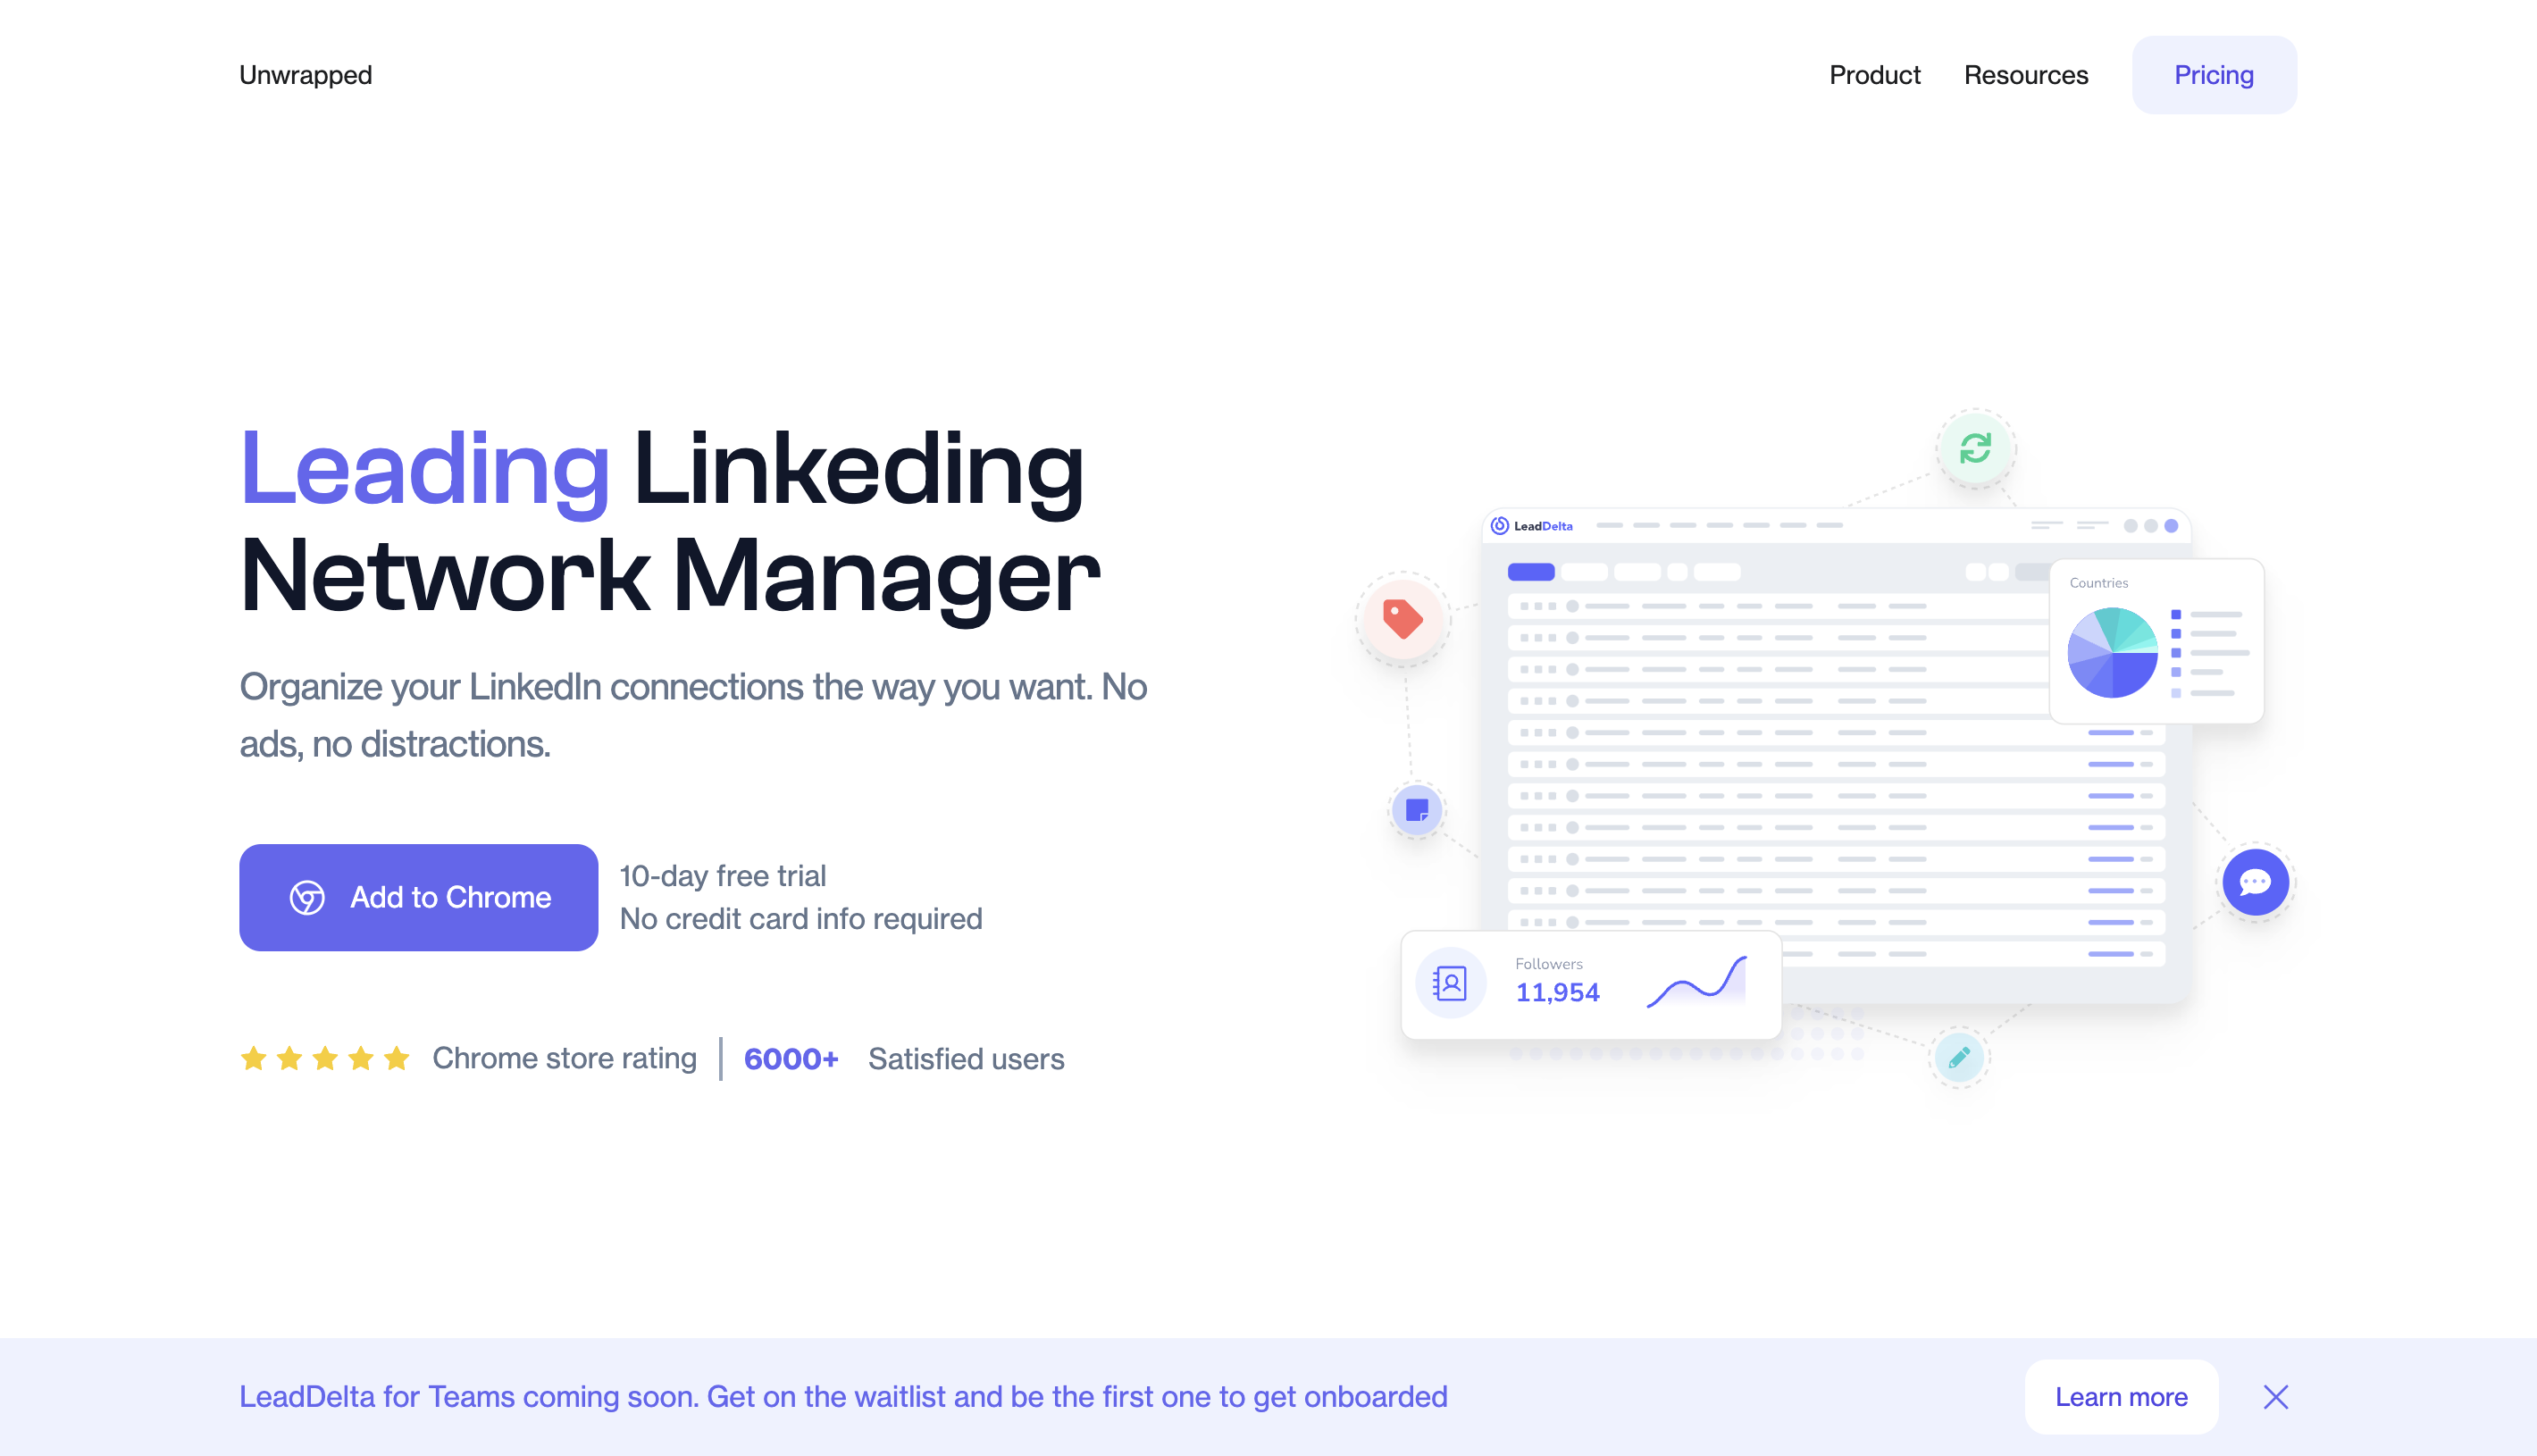 Unwrapped
Product
Resources
Pricing
Leading Linkeding
Network Manager
Organize your LinkedIn connections the way you want. No
ads, no distractions.
Add to Chrome
10-day free trial
No credit card info required
Chrome store rating
6000+ Satisfied users
LeadDelta
Countries
Followers
11,954
LeadDelta for Teams coming soon. Get on the waitlist and be the first one to get onboarded
Learn more